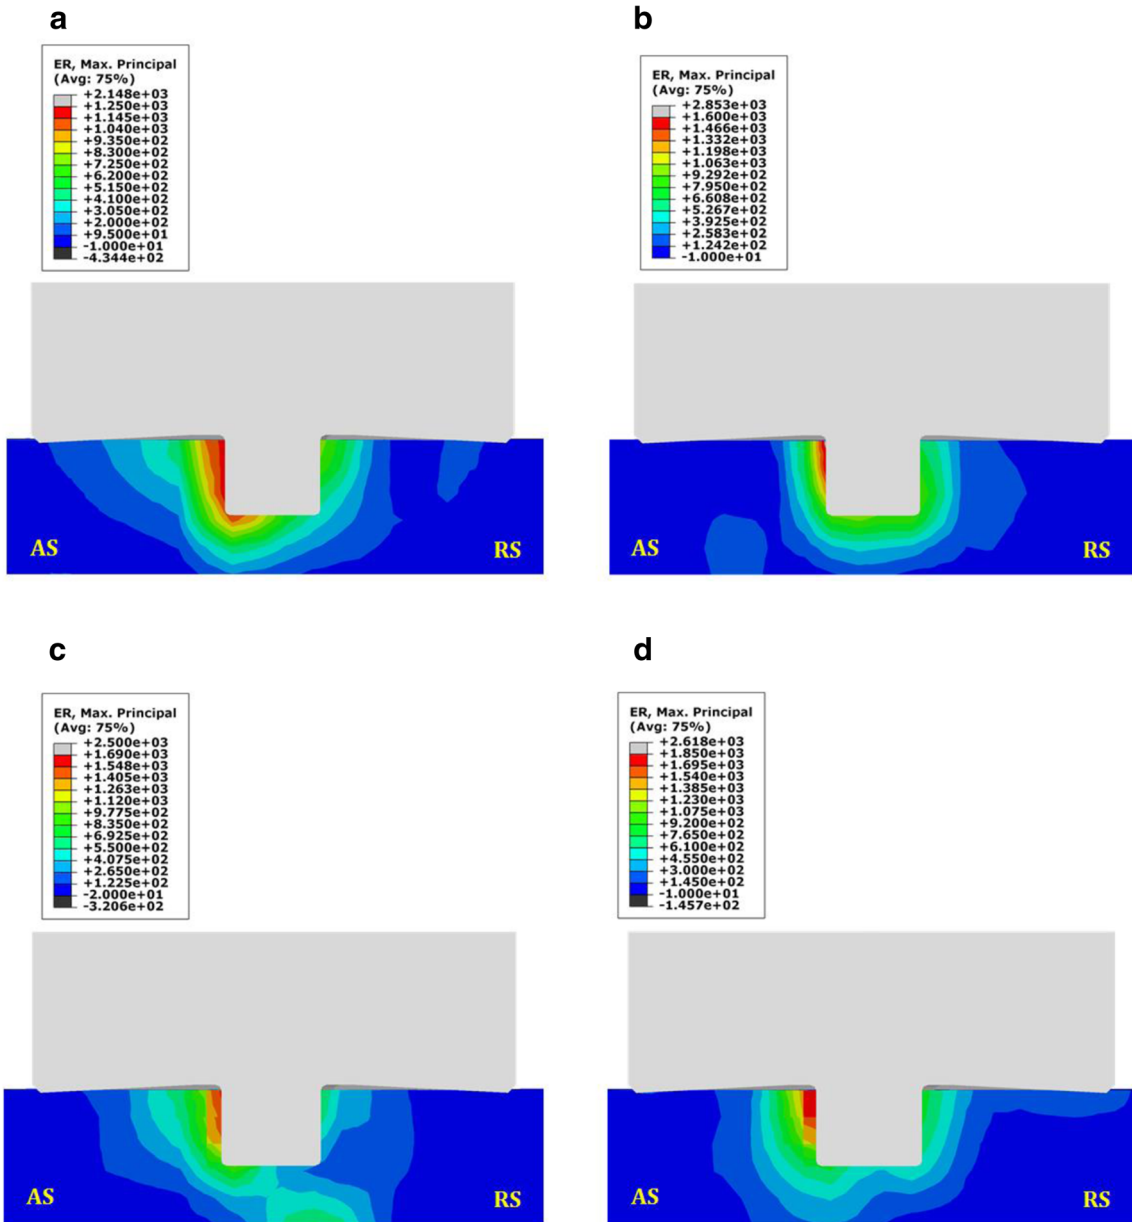 a
ER, Max. Principal
(Avg: 75%)
+2.148e+03
+1.250e+03
+1.145e+03
+1.040e+03
+9.350e+02
+8.300e+02
+7.250e+02
+6.200e+02
+5.150e+02
+4.100e+02
+3.050e+02
+2.000e+02
+9.500e+01
-1.000e+01
-4.344e+02
AS
RS
b
ER, Max. Principal
(Avg: 75%)
+2.853e+03
+1.600e+03
+1.466e+03
+1.332e+03
+1.198e+03
+1.063e+03
+9.292e+02
+7.950e+02
+6.608e+02
+5.267e+02
+3.925e+02
+2.583e+02
+1.242e+02
-1.000e+01
AS
RS
c
ER, Max. Principal
(Avg: 75%)
+2.500e+03
+1.690e+03
+1.548e+03
+1.405e+03
+1.263e+03
+1.120e+03
+9.775e+02
+8.350e+02
+6.925e+02
+5.500e+02
+4.075e+02
+2.650e+02
+1.225e+02
-2.000e+01
-3.206e+02
AS
RS
d
ER, Max. Principal
(Avg: 75%)
+2.618e+03
+1.850e+03
+1.695e+03
+1.540e+03
+1.385e+03
+1.230e+03
+1.075e+03
+9.200e+02
+7.650e+02
+6.100e+02
+4.550e+02
+3.000e+02
+1.450e+02
-1.000e+01
-1.457e+02
AS
RS